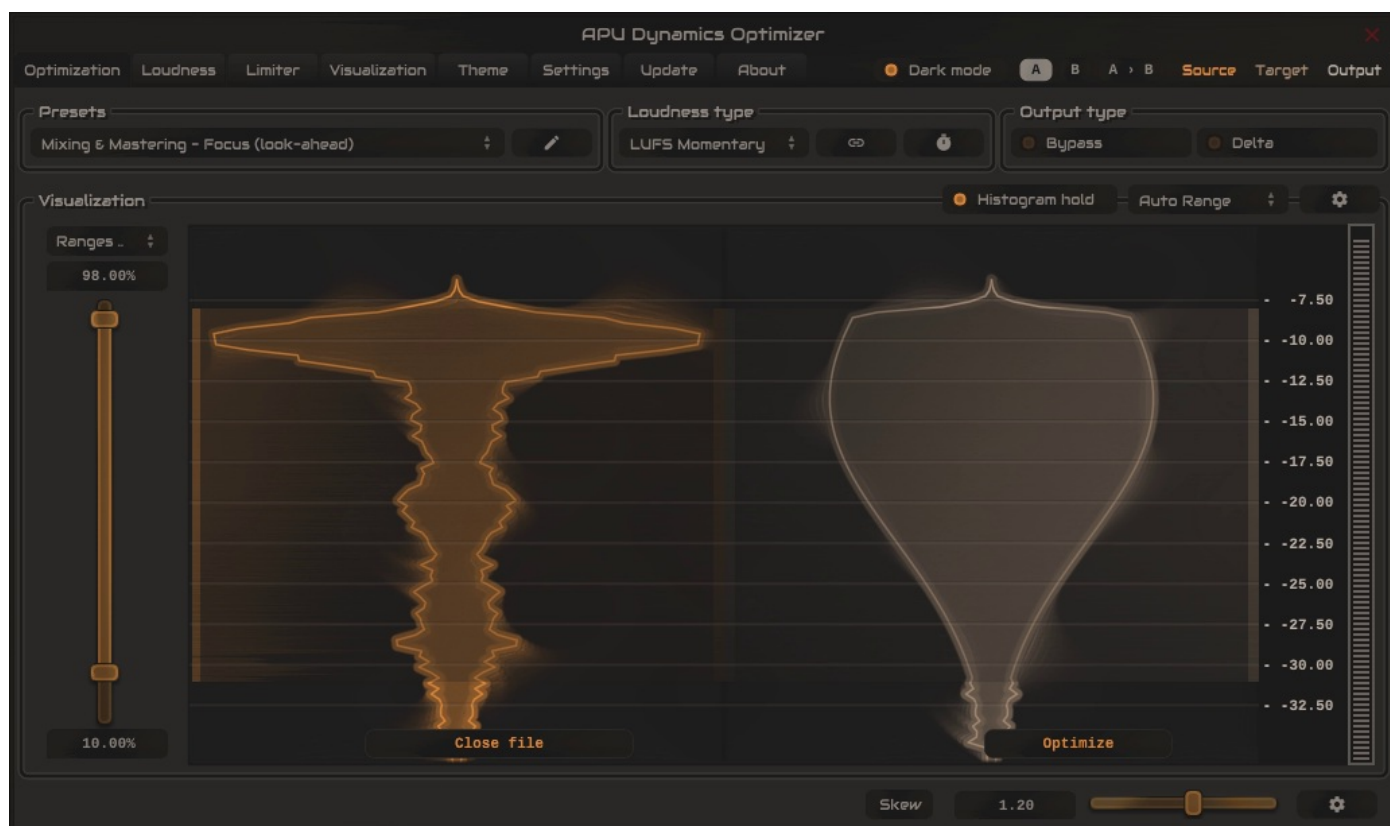 APU Dynamics Optimizer
Optimization Loudness Limiter Visualization Theme Settings Update About Dark mode A B A › B Source Target Output
Presets Loudness type Output type
Mixing & Mastering - Focus (look-ahead) LUFS Momentary Bypass Delta
Visualization Histogram hold Auto Range
Ranges ..
98.00%
- -7.50
- -10.00
- -12.50
- -15.00
- -17.50
- -20.00
- -22.50
- -25.00
- -27.50
- -30.00
- -32.50
10.00% Close file Optimize
Skew 1.20